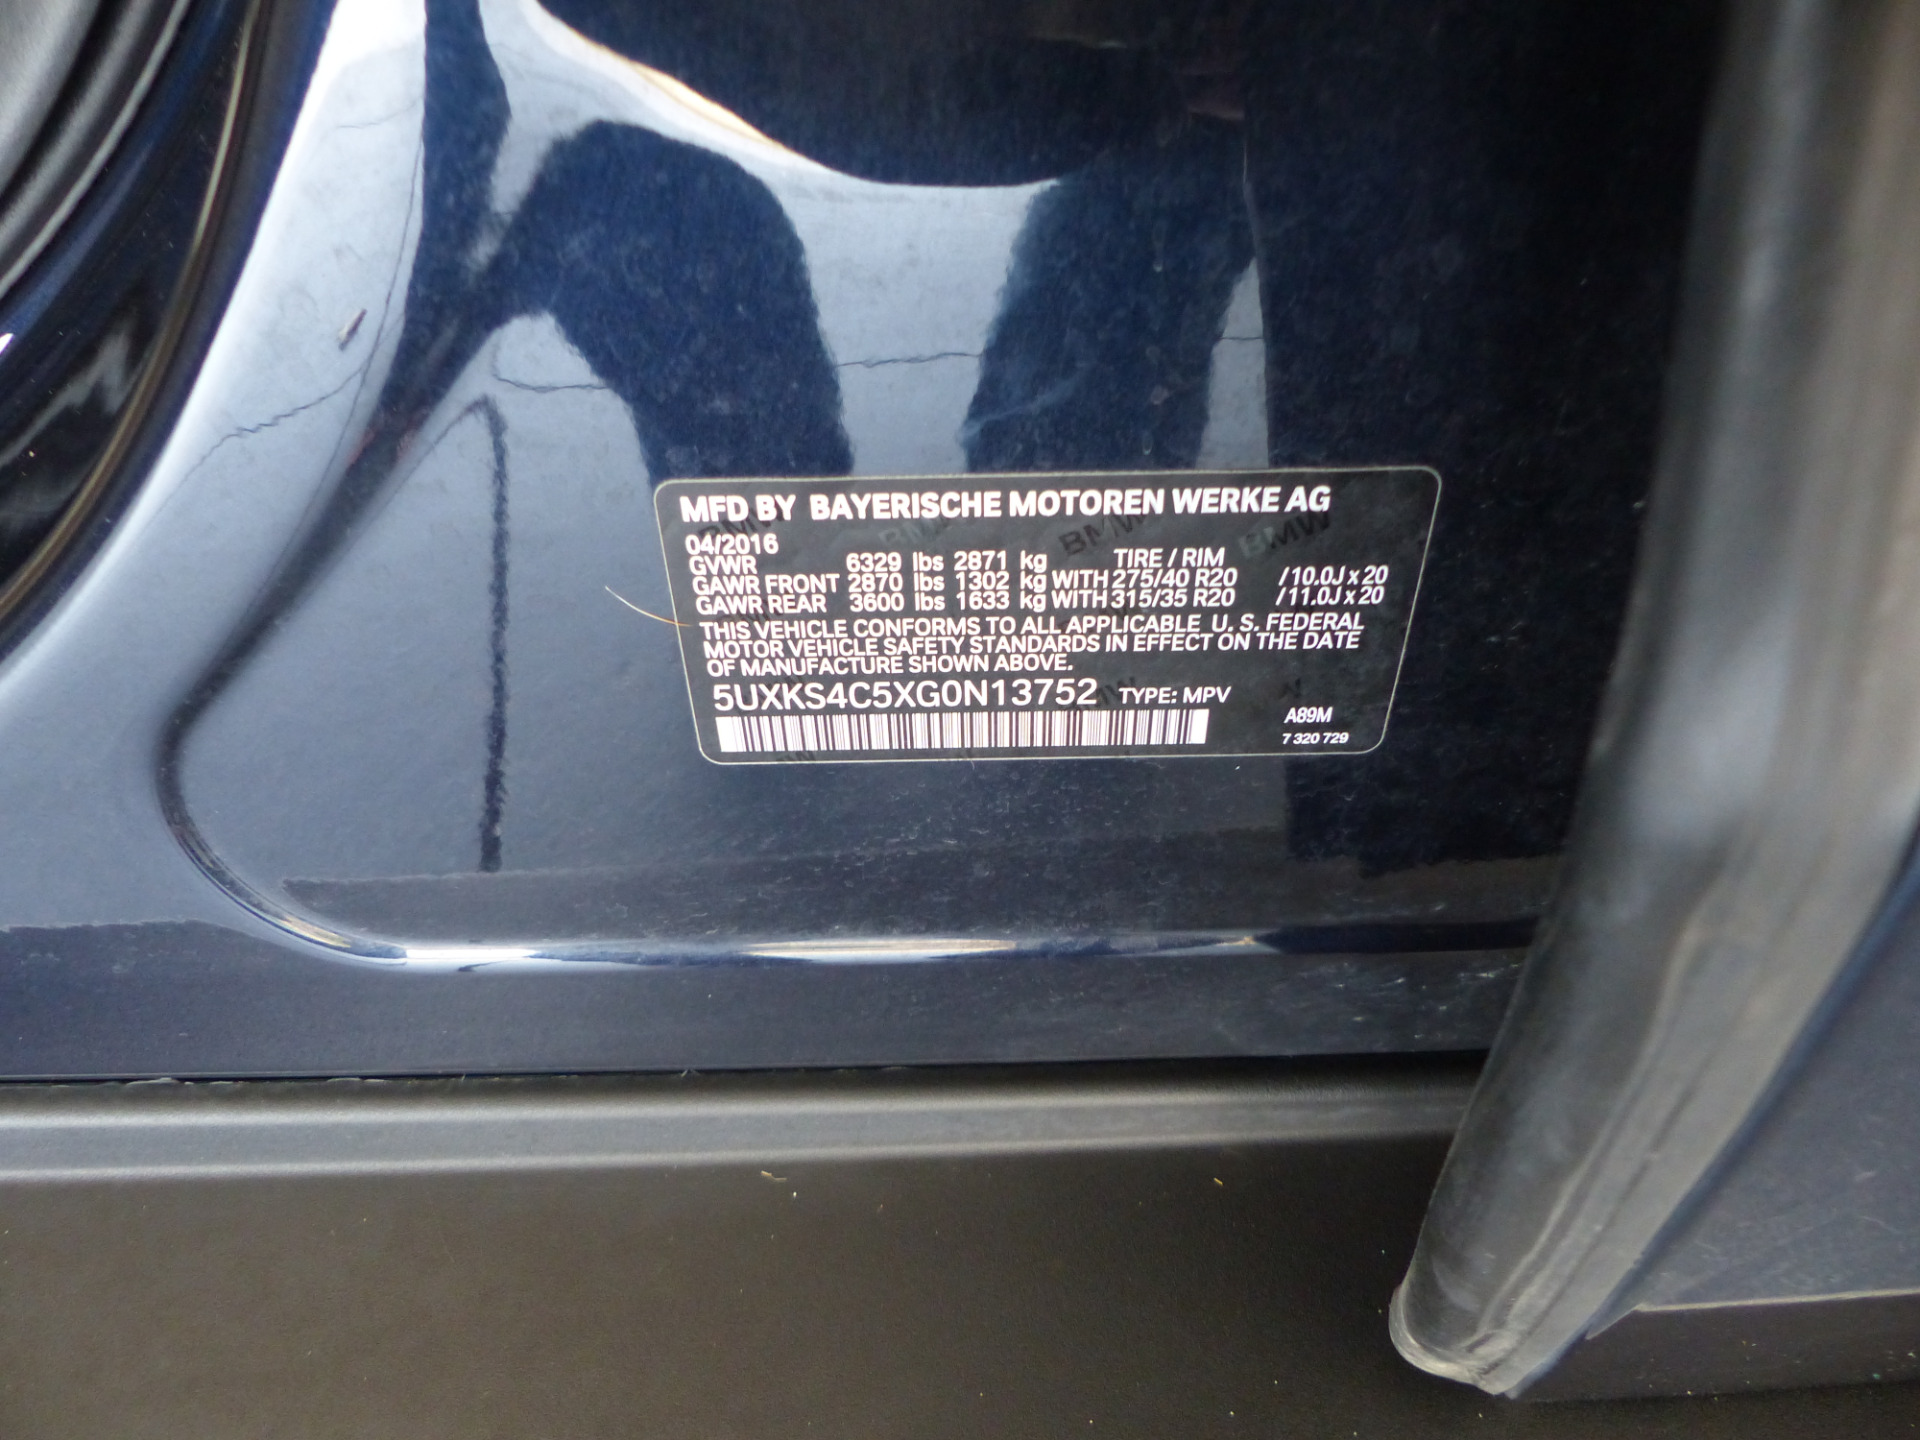 MFD BY BAYERISCHE MOTOREN WERKE AG
04/2016
GVWR 6329 lbs 2871 kg TIRE / RIM
GAWR FRONT 2870 lbs 1302 kg WITH 275/40 R20 / 10.0J x 20
GAWR REAR 3600 lbs 1633 kg WITH 315/35 R20 / 11.0J x 20
THIS VEHICLE CONFORMS TO ALL APPLICABLE U. S. FEDERAL
MOTOR VEHICLE SAFETY STANDARDS IN EFFECT ON THE DATE
OF MANUFACTURE SHOWN ABOVE.
5UXKS4C5XG0N13752 TYPE: MPV
A89M
7 320 729